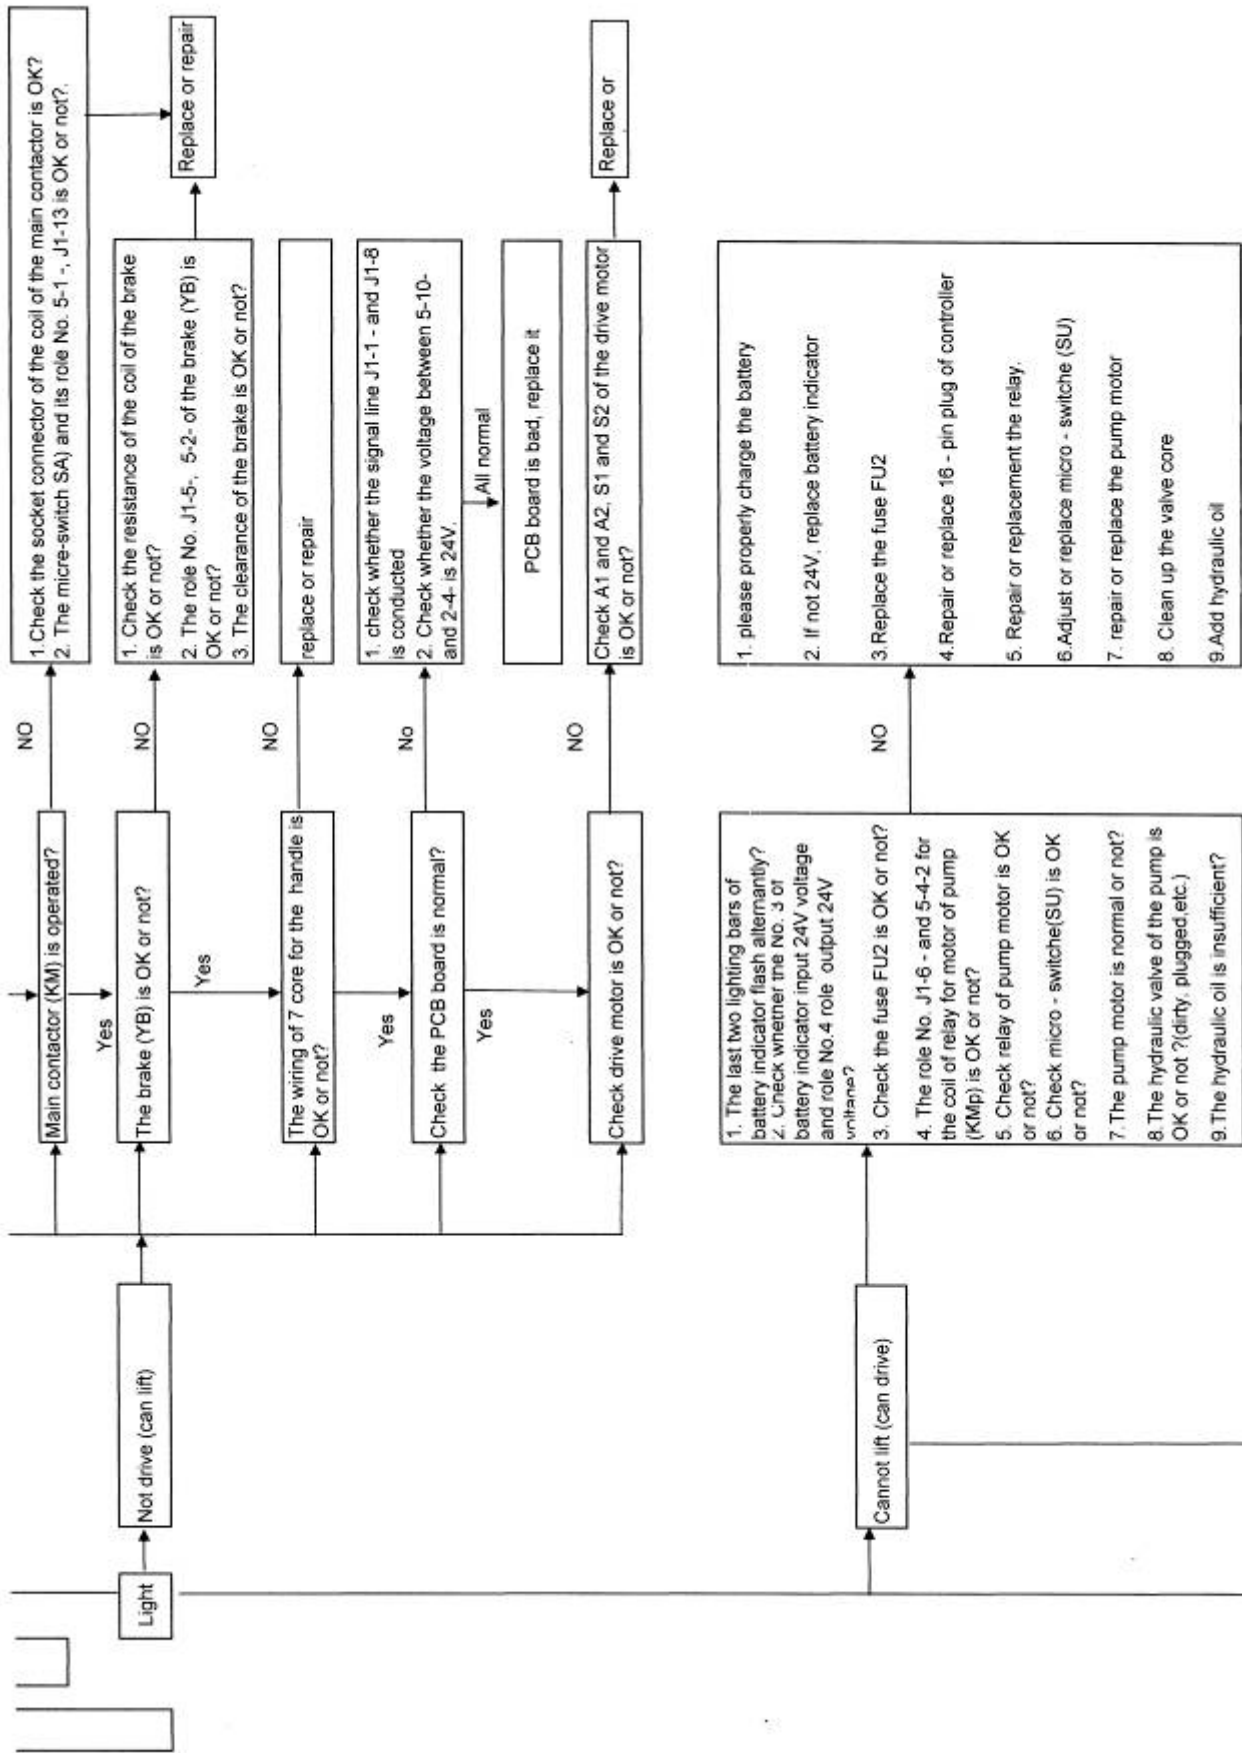 Light
Not drive (can lift)
Main contactor (KM) is operated?
NO
1.Check the socket connector of the coil of the main contactor is OK?
2. The micre-switch SA) and its role No. 5-1 -, J1-13 is OK or not?.
Yes
The brake (YB) is OK or not?
NO
1. Check the resistance of the coil of the brake
is OK or not?
2. The role No. J1-5-, 5-2- of the brake (YB) is
OK or not?
3. The clearance of the brake is OK or not?
Replace or repair
Yes
The wiring of 7 core for the handle is
OK or not?
NO
replace or repair
Yes
Check the PCB board is normal?
No
1. check whether the signal line J1-1 - and J1-8
is conducted
2. Check whether the voltage between 5-10-
and 2-4- is 24V.
All normal
PCB board is bad, replace it
Yes
Check drive motor is OK or not?
NO
Check A1 and A2, S1 and S2 of the drive motor
is OK or not?
Replace or
Cannot lift (can drive)
1. The last two lighting bars of
battery indicator flash alternantly?
2. Check whether the No. 3 of
battery indicator input 24V voltage
and role No.4 role output 24V
voltage?
3. Check the fuse FU2 is OK or not?
4. The role No. J1-6 - and 5-4-2 for
the coil of relay for motor of pump
(KMp) is OK or not?
5. Check relay of pump motor is OK
or not?
6. Check micro - switche(SU) is OK
or not?
7.The pump motor is normal or not?
8.The hydraulic valve of the pump is
OK or not ?(dirty, plugged,etc.)
9.The hydraulic oil is insufficient?
NO
1. please properly charge the battery
2. If not 24V, replace battery indicator
3.Replace the fuse FU2
4.Repair or replace 16 - pin plug of controller
5. Repair or replacement the relay.
6.Adjust or replace micro - switche (SU)
7. repair or replace the pump motor
8. Clean up the valve core
9.Add hydraulic oil